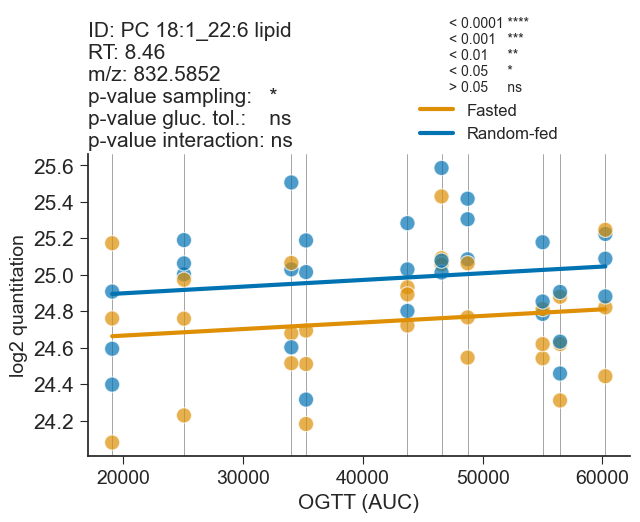 ID: PC 18:1_22:6 lipid
RT: 8.46
m/z: 832.5852
p-value sampling: *
p-value gluc. tol.: ns
p-value interaction: ns
< 0.0001 ****
< 0.001 ***
< 0.01 **
< 0.05 *
> 0.05 ns
Fasted
Random-fed
25.6
25.4
25.2
25.0
24.8
24.6
24.4
24.2
log2 quantitation
20000 30000 40000 50000 60000
OGTT (AUC)